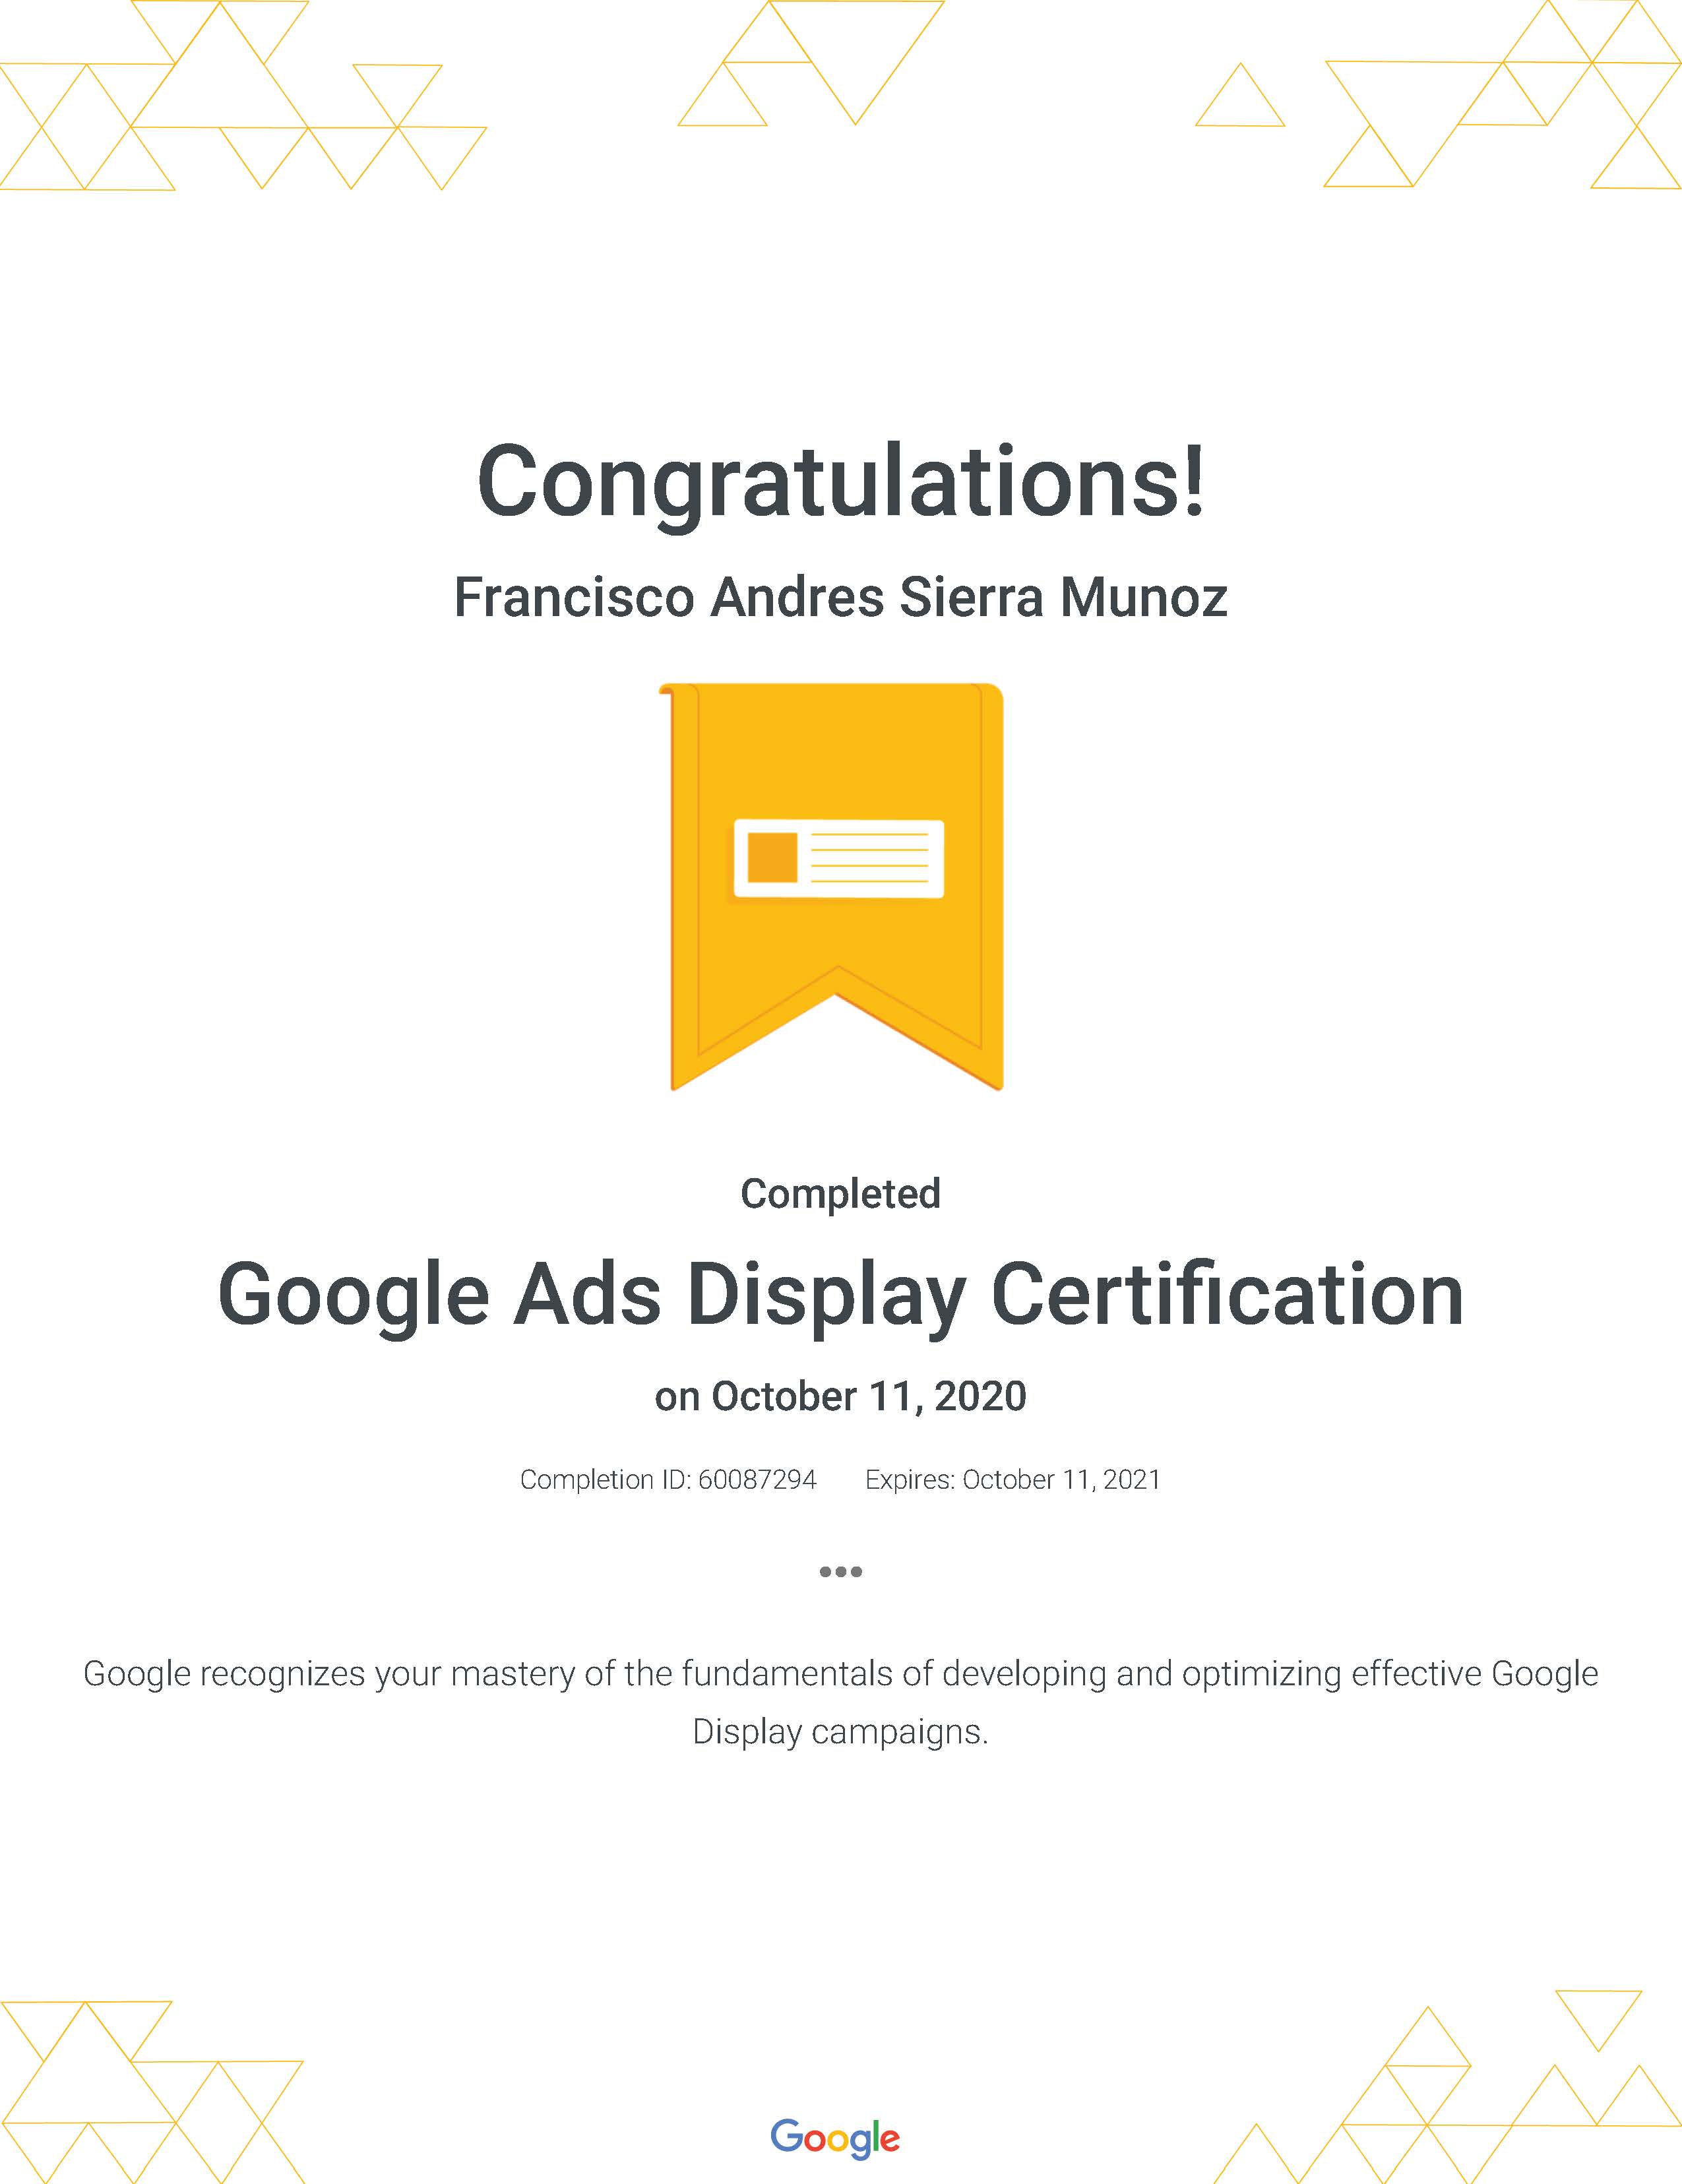 Congratulations!
Francisco Andres Sierra Munoz
Completed
Google Ads Display Certification
on October 11, 2020
Completion ID: 60087294 Expires: October 11, 2021
•••
Google recognizes your mastery of the fundamentals of developing and optimizing effective Google
Display campaigns.
Google